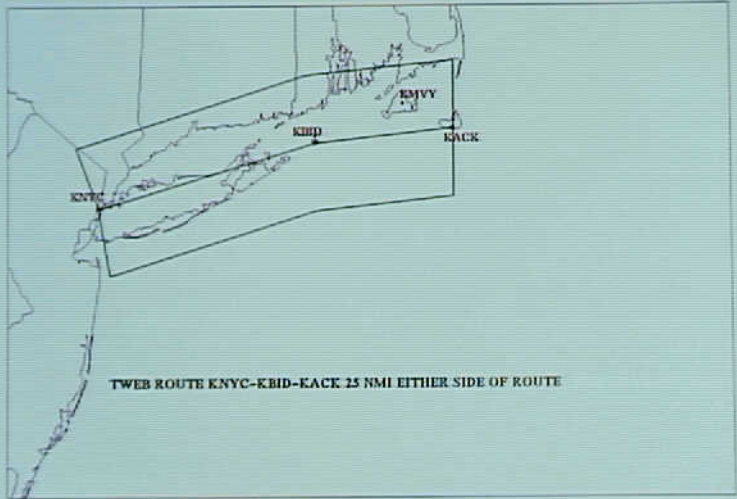 KMVY
KBID
KACK
KNYC
TWEB ROUTE KNYC-KBID-KACK 25 NMI EITHER SIDE OF ROUTE